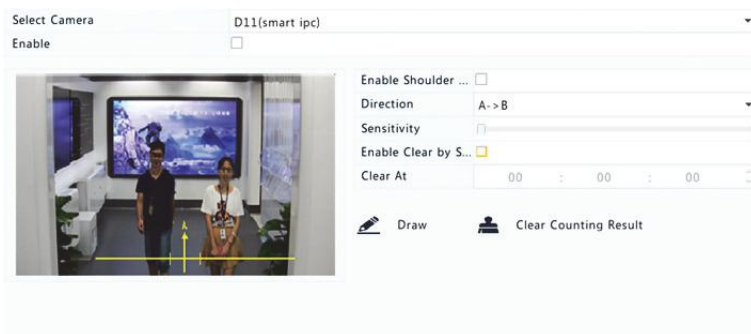 Select Camera D11(smart ipc)
Enable
Enable Shoulder ...
Direction A->B
Sensitivity
Enable Clear by S...
Clear At 00 : 00 : 00
Draw Clear Counting Result